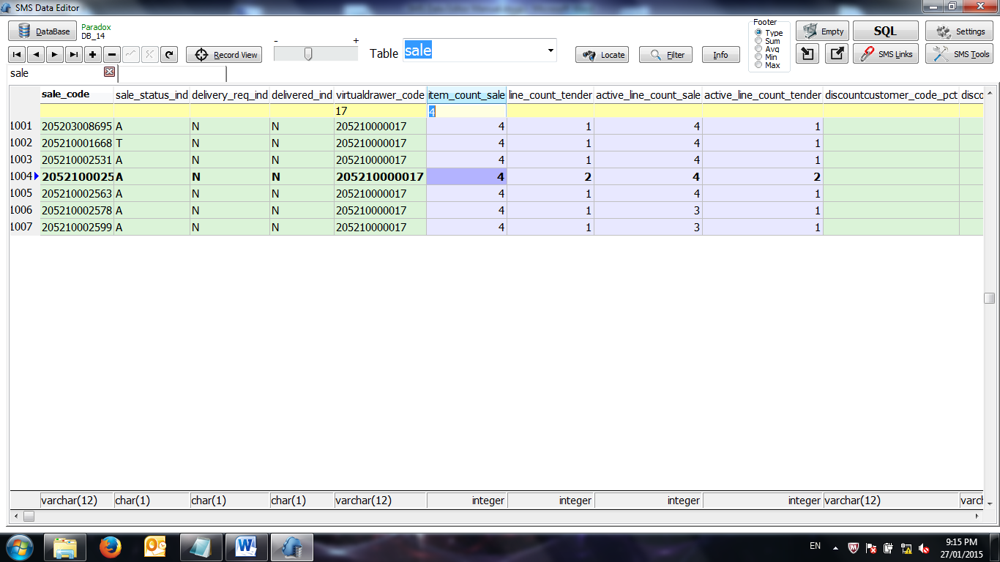 SMS Data Editor
DataBase
Paradox
DB_14
Record View
- +
Table sale
Locate
Filter
Info
Footer
Type
Sum
Avg
Min
Max
Empty
SQL
Settings
SMS Links
SMS Tools
sale
sale_code sale_status_ind delivery_req_ind delivered_ind virtualdrawer_code item_count_sale line_count_tender active_line_count_sale active_line_count_tender discountcustomer_code_pct disco
17 4
1001 205203008695 A N N 205210000017 4 1 4 1
1002 205210001668 T N N 205210000017 4 1 4 1
1003 205210002531 A N N 205210000017 4 1 4 1
1004 2052100025 A N N 205210000017 4 2 4 2
1005 205210002563 A N N 205210000017 4 1 4 1
1006 205210002578 A N N 205210000017 4 1 3 1
1007 205210002599 A N N 205210000017 4 1 3 1
varchar(12) char(1) char(1) char(1) varchar(12) integer integer integer integer varchar(12) varch
EN
9:15 PM
27/01/2015